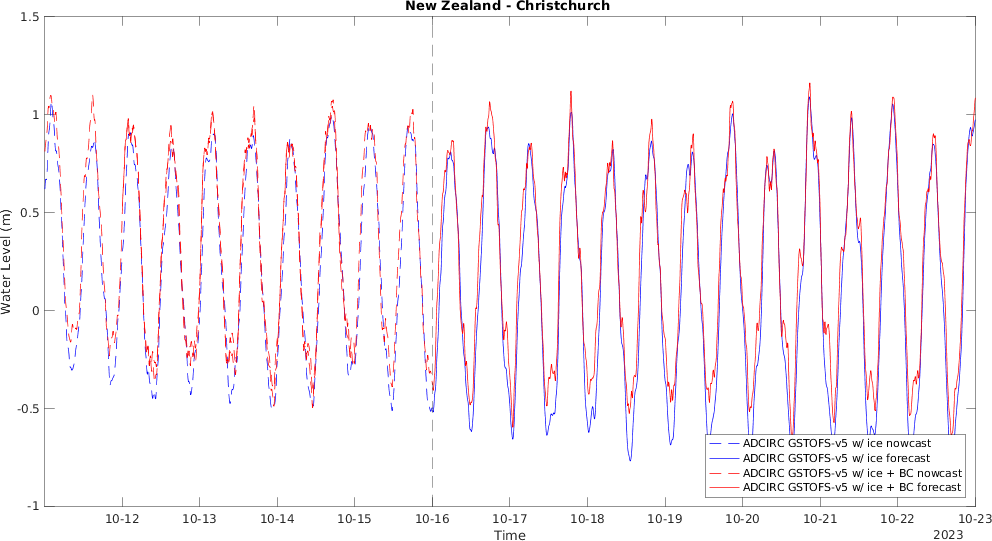 New Zealand - Christchurch
1.5
1
0.5
0
-0.5
-1
Water Level (m)
10-12
10-13
10-14
10-15
10-16
10-17
10-18
10-19
10-20
10-21
10-22
10-23
Time
2023
ADCIRC GSTOFS-v5 w/ ice nowcast
ADCIRC GSTOFS-v5 w/ ice forecast
ADCIRC GSTOFS-v5 w/ ice + BC nowcast
ADCIRC GSTOFS-v5 w/ ice + BC forecast